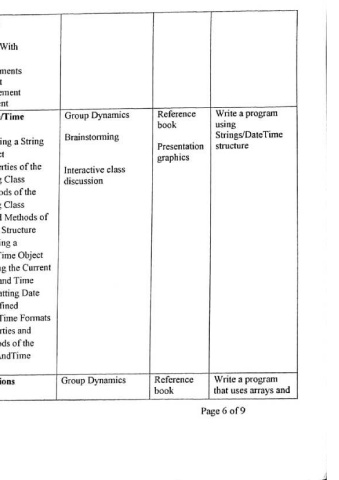 With
ments
t
ement
nt
/Time
ing a String
ct
erties of the
g Class
ods of the
g Class
d Methods of
Structure
ing a
Time Object
ng the Current
and Time
atting Date
fined
Time Formats
rties and
ods of the
AndTime
Group Dynamics
Brainstorming
Interactive class
discussion
Reference
book
Presentation
graphics
Write a program
using
Strings/DateTime
structure
ions
Group Dynamics
Reference
book
Write a program
that uses arrays and
Page 6 of 9